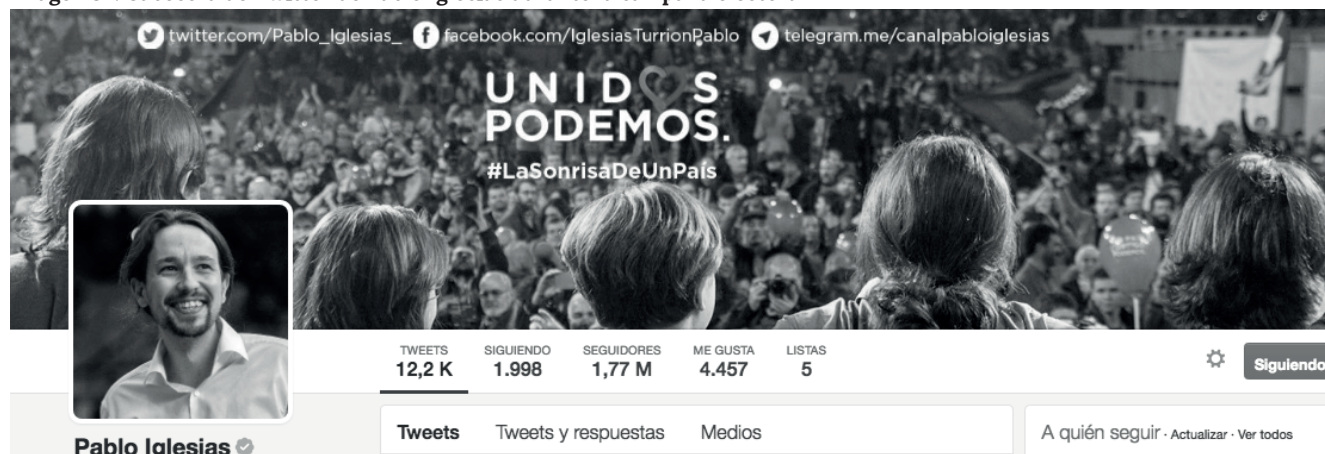 twitter.com/Pablo_Iglesias_ facebook.com/IglesiasTurrionPablo telegram.me/canalpabloiglesias
UNIDOS
PODEMOS.
#LaSonrisaDeUnPaís
TWEETS SIGUIENDO SEGUIDORES ME GUSTA LISTAS
12,2 K 1.998 1,77 M 4.457 5
Siguiendo
Tweets Tweets y respuestas Medios
A quién seguir · Actualizar · Ver todos
Pablo Iglesias